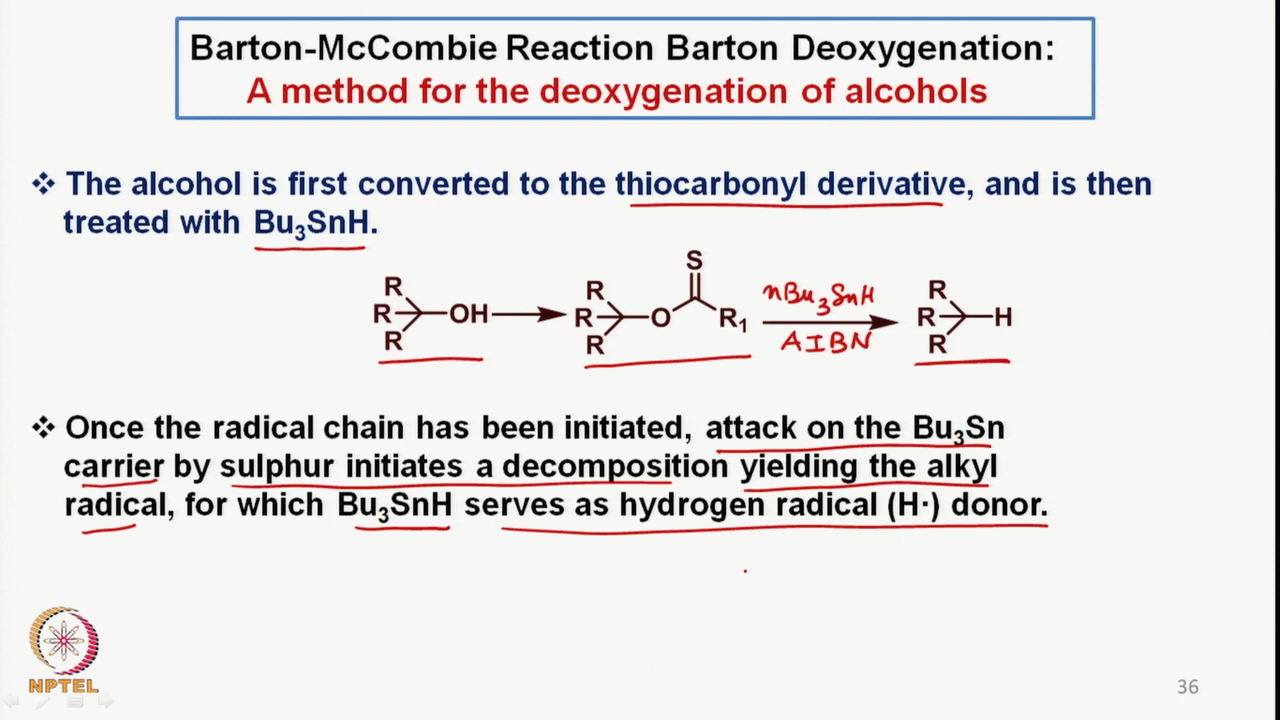 Barton-McCombie Reaction Barton Deoxygenation:
A method for the deoxygenation of alcohols
❖ The alcohol is first converted to the thiocarbonyl derivative, and is then
treated with Bu₃SnH.
R
R
R
OH
S
R
R
R
O
R₁
nBu₃SnH
AIBN
R
R
R
H
❖ Once the radical chain has been initiated, attack on the Bu₃Sn
carrier by sulphur initiates a decomposition yielding the alkyl
radical, for which Bu₃SnH serves as hydrogen radical (H·) donor.
NPTEL
36